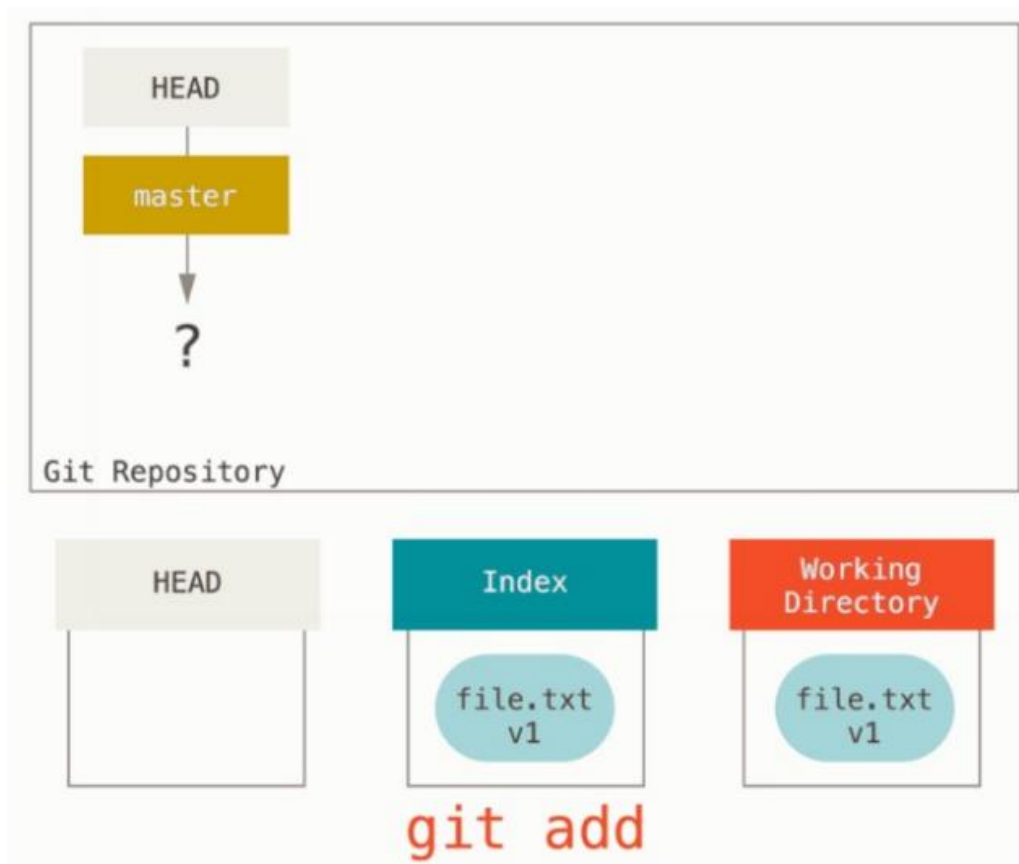 HEAD
master
?
Git Repository
HEAD
Index
Working
Directory
file.txt
v1
file.txt
v1
git add